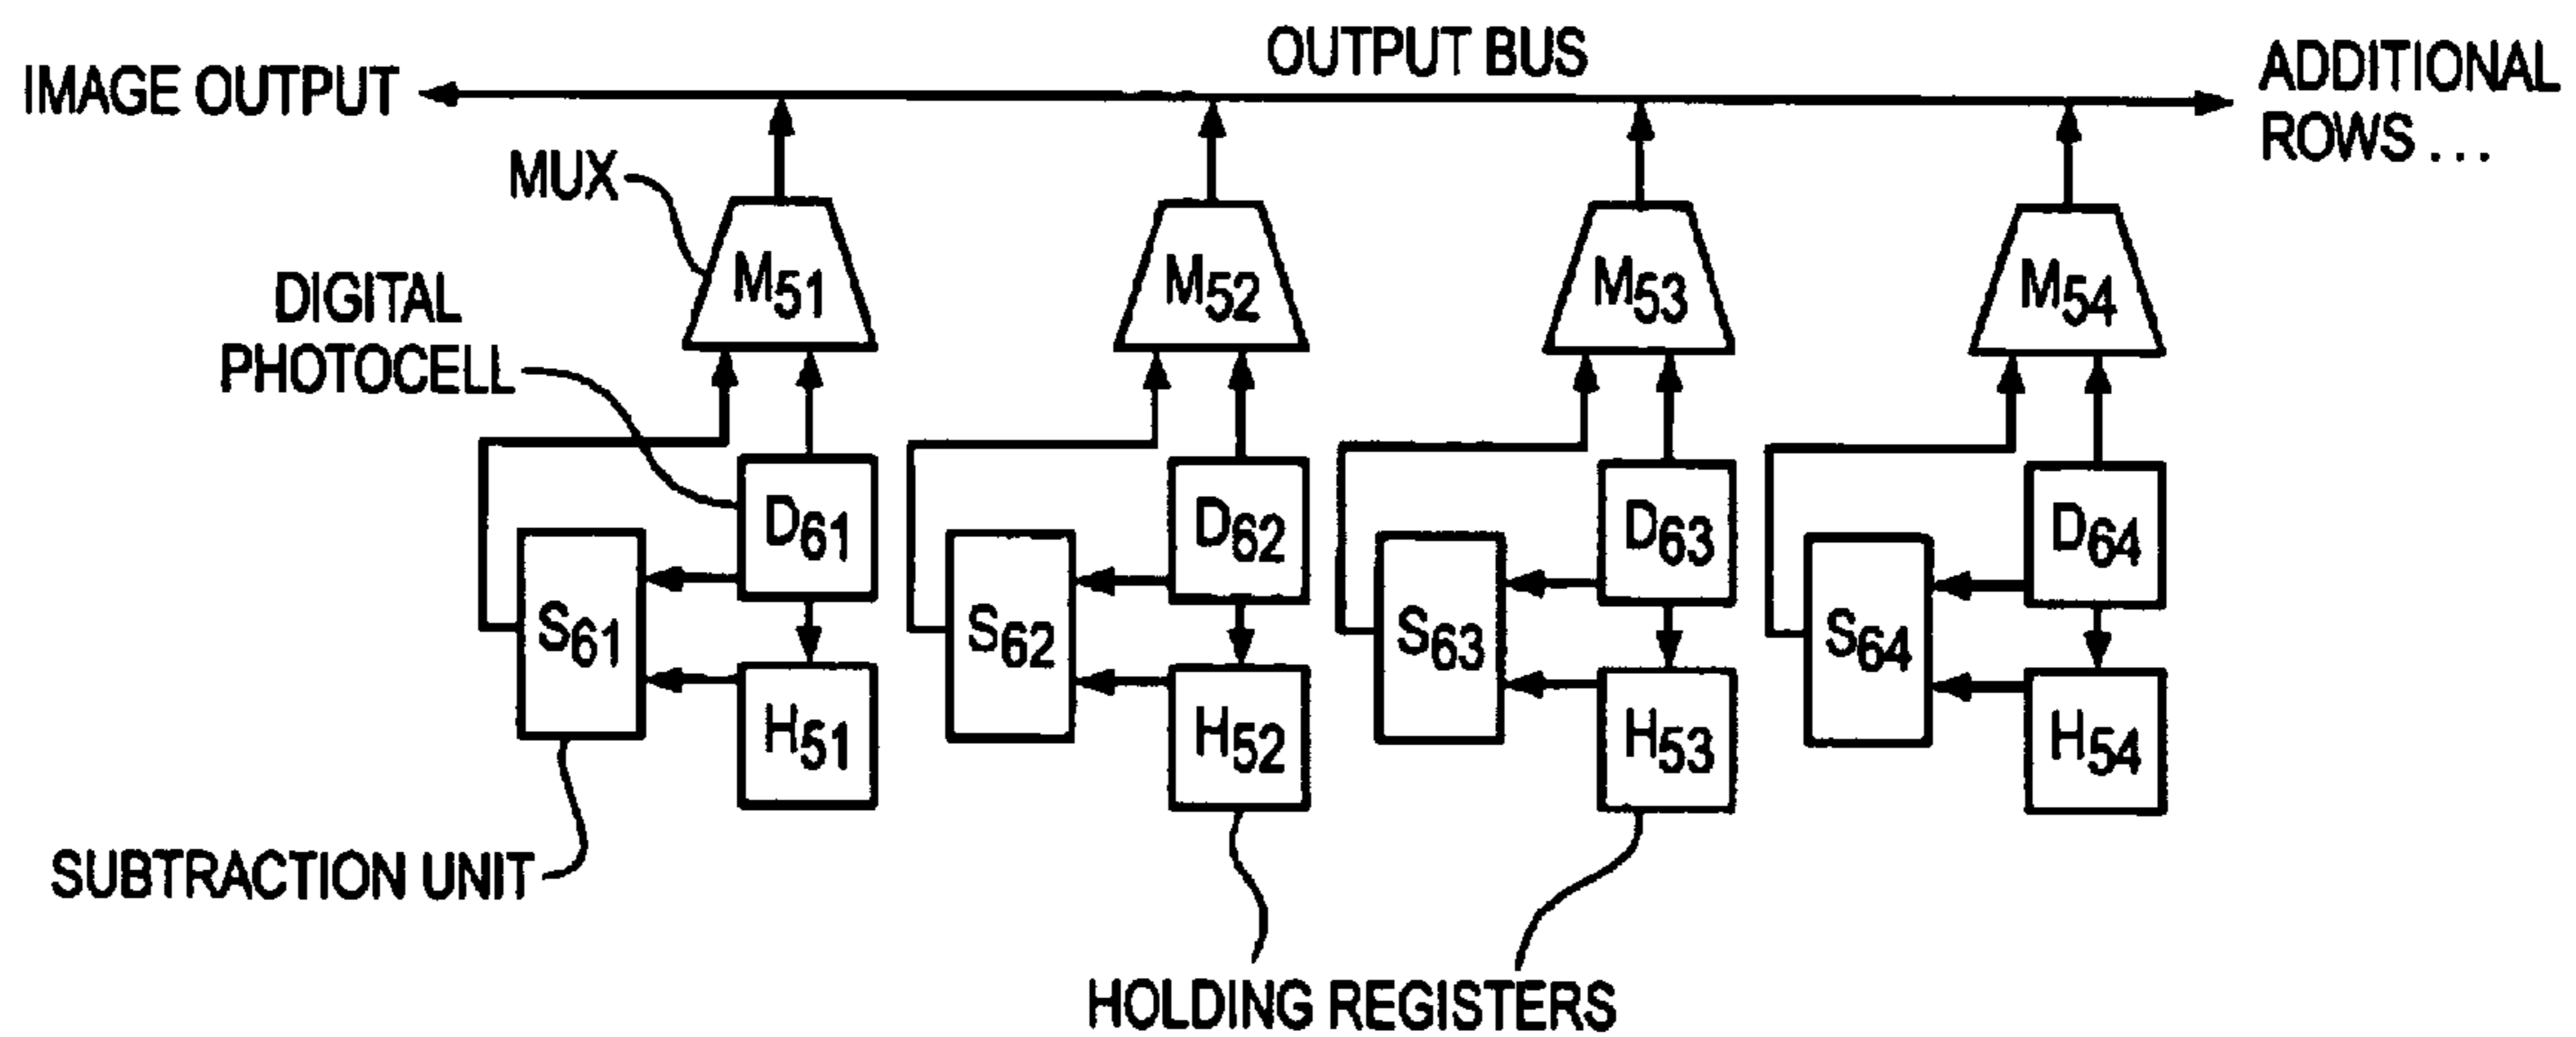 OUTPUT BUS
IMAGE OUTPUT
ADDITIONAL
ROWS . . .
MUX
M51
M52
M53
M54
DIGITAL
PHOTOCELL
D61
D62
D63
D64
S61
S62
S63
S64
H51
H52
H53
H54
SUBTRACTION UNIT
HOLDING REGISTERS